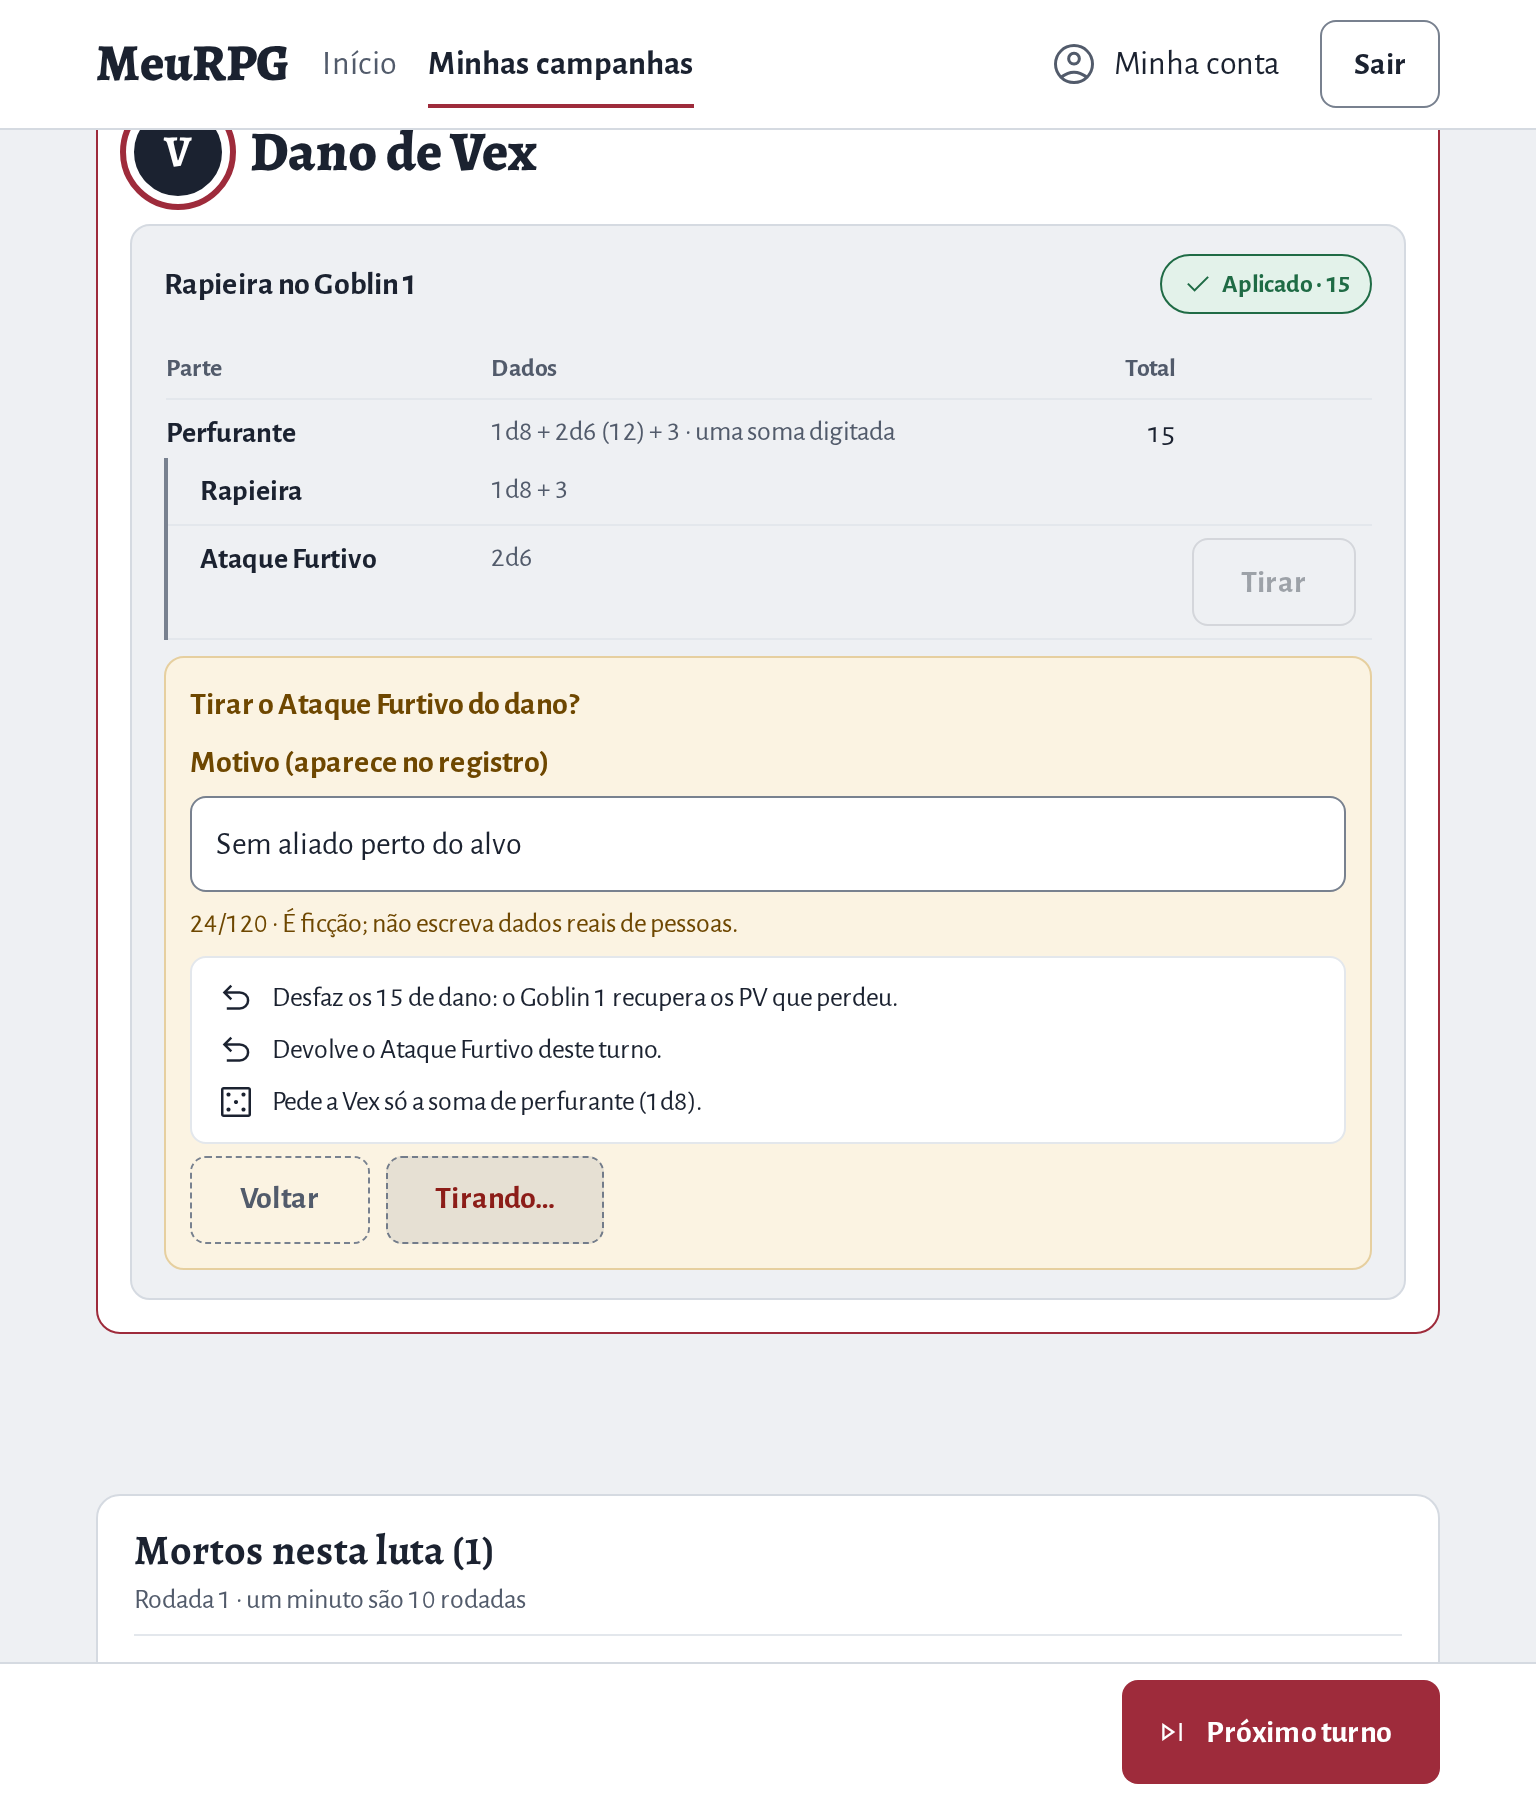 MeuRPG Início Minhas campanhas Minha conta Sair
V Dano de Vex
Rapieira no Goblin 1 Aplicado · 15
Parte Dados Total
Perfurante 1d8 + 2d6 (12) + 3 · uma soma digitada 15
Rapieira 1d8 + 3
Ataque Furtivo 2d6 Tirar
Tirar o Ataque Furtivo do dano?
Motivo (aparece no registro)
Sem aliado perto do alvo
24/120 · É ficção; não escreva dados reais de pessoas.
Desfaz os 15 de dano: o Goblin 1 recupera os PV que perdeu.
Devolve o Ataque Furtivo deste turno.
Pede a Vex só a soma de perfurante (1d8).
Voltar Tirando...
Mortos nesta luta (1)
Rodada 1 · um minuto são 10 rodadas
Próximo turno